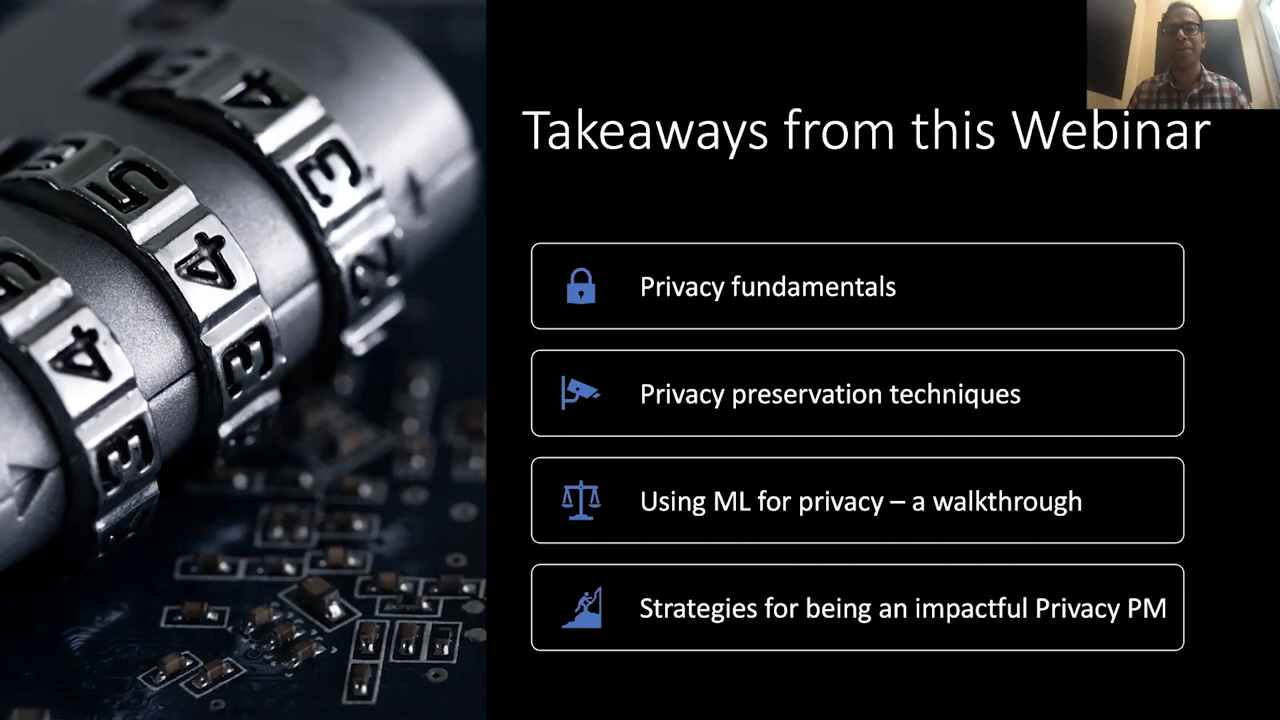 Takeaways from this Webinar
Privacy fundamentals
Privacy preservation techniques
Using ML for privacy – a walkthrough
Strategies for being an impactful Privacy PM